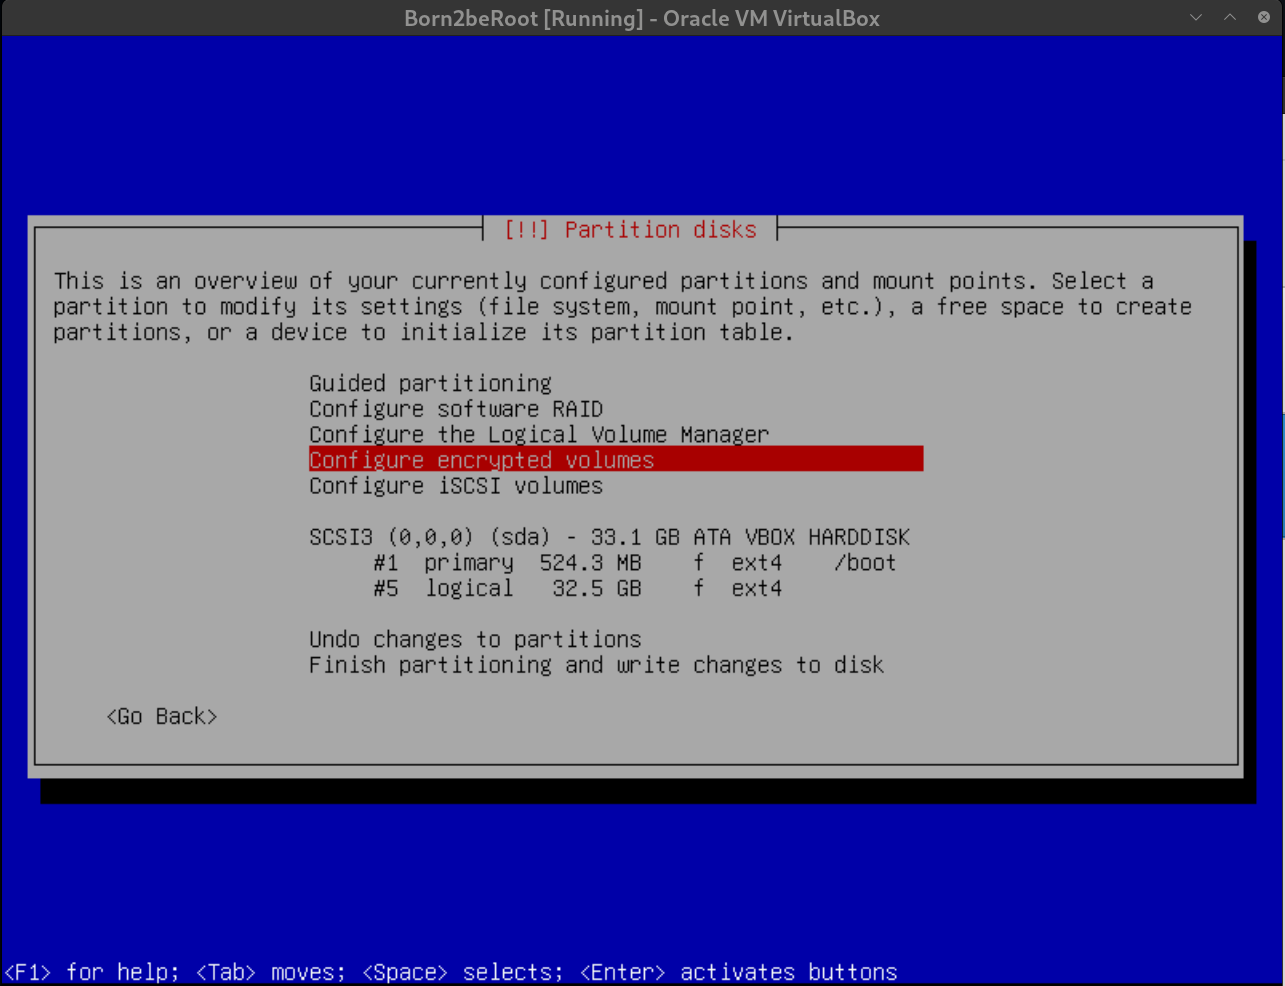 Born2beRoot [Running] - Oracle VM VirtualBox
[!!] Partition disks
This is an overview of your currently configured partitions and mount points. Select a
partition to modify its settings (file system, mount point, etc.), a free space to create
partitions, or a device to initialize its partition table.
Guided partitioning
Configure software RAID
Configure the Logical Volume Manager
Configure encrypted volumes
Configure iSCSI volumes
SCSI3 (0,0,0) (sda) - 33.1 GB ATA VBOX HARDDISK
#1 primary 524.3 MB f ext4 /boot
#5 logical 32.5 GB f ext4
Undo changes to partitions
Finish partitioning and write changes to disk
<Go Back>
<F1> for help; <Tab> moves; <Space> selects; <Enter> activates buttons